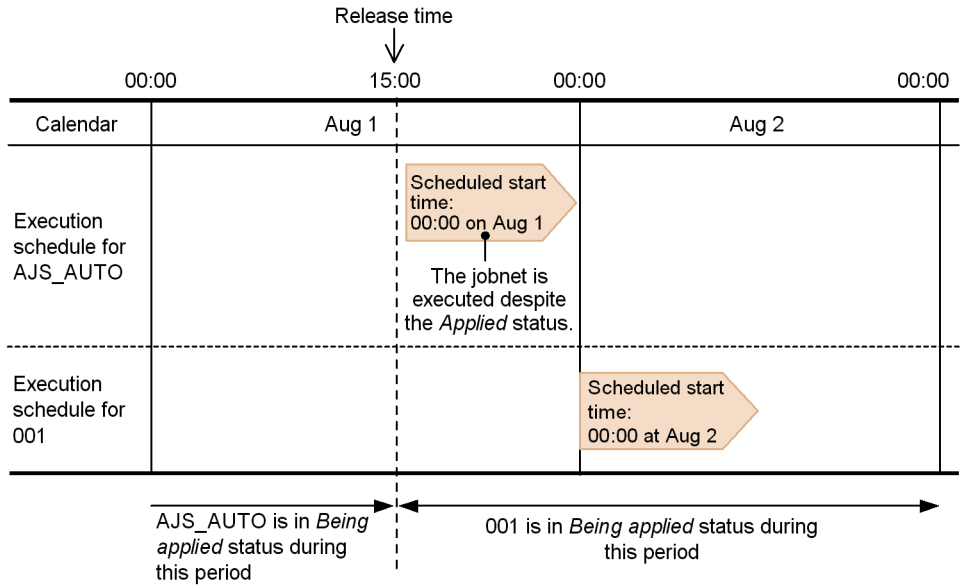 Release time
00:00
15:00
00:00
00:00
Calendar
Aug 1
Aug 2
Execution
schedule for
AJS_AUTO
Scheduled start
time:
00:00 on Aug 1
The jobnet is
executed despite
the Applied status.
Execution
schedule for
001
Scheduled start
time:
00:00 at Aug 2
AJS_AUTO is in Being
applied status during
this period
001 is in Being applied status during
this period